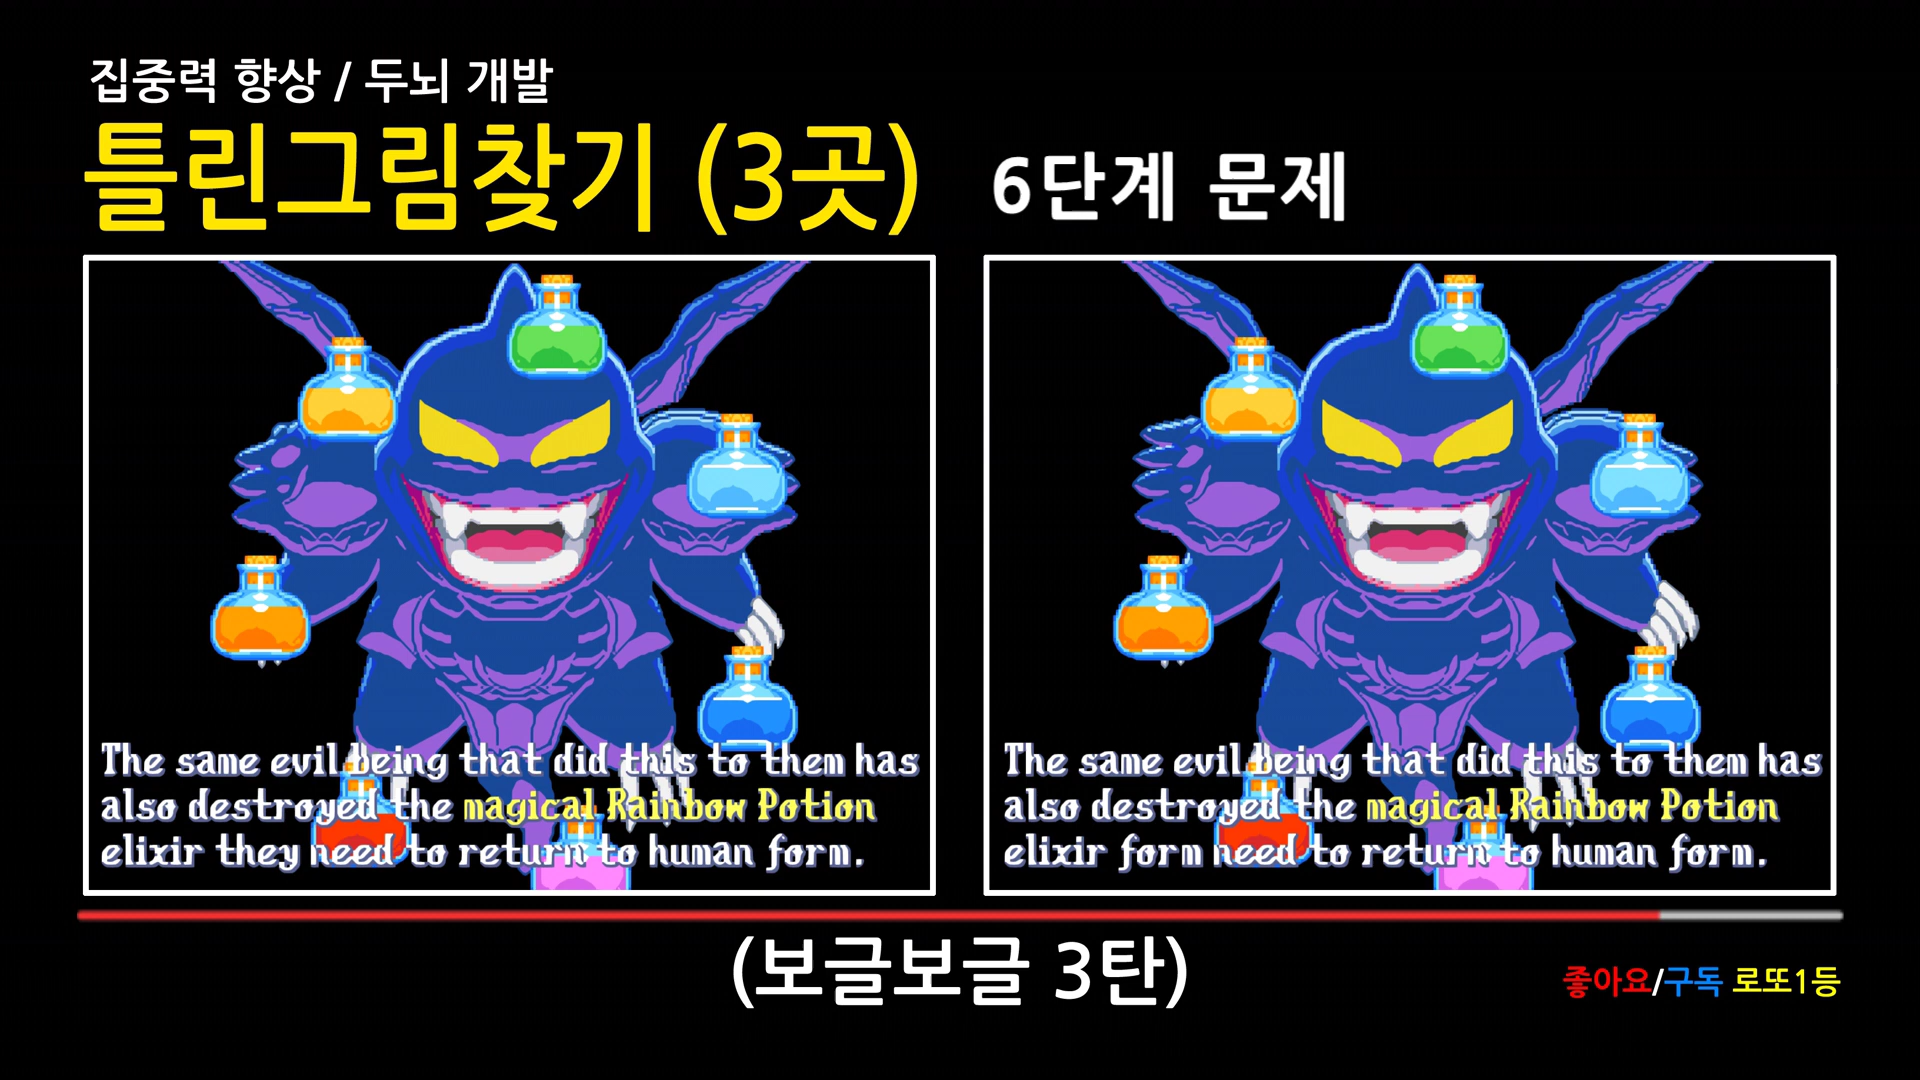 집중력 향상 / 두뇌 개발
틀린그림찾기 (3곳) 6단계 문제
The same evil being that did this to them has
also destroyed the magical Rainbow Potion
elixir they need to return to human form.
The same evil being that did this to them has
also destroyed the magical Rainbow Potion
elixir form need to return to human form.
(보글보글 3탄)
좋아요/구독 로또1등